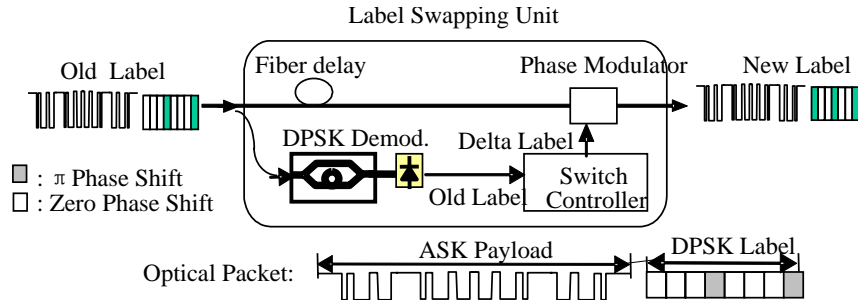 Label Swapping Unit
Old Label
Fiber delay
Phase Modulator
New Label
DPSK Demod.
Delta Label
π Phase Shift
: Zero Phase Shift
Old Label
Switch
Controller
ASK Payload
DPSK Label
Optical Packet: